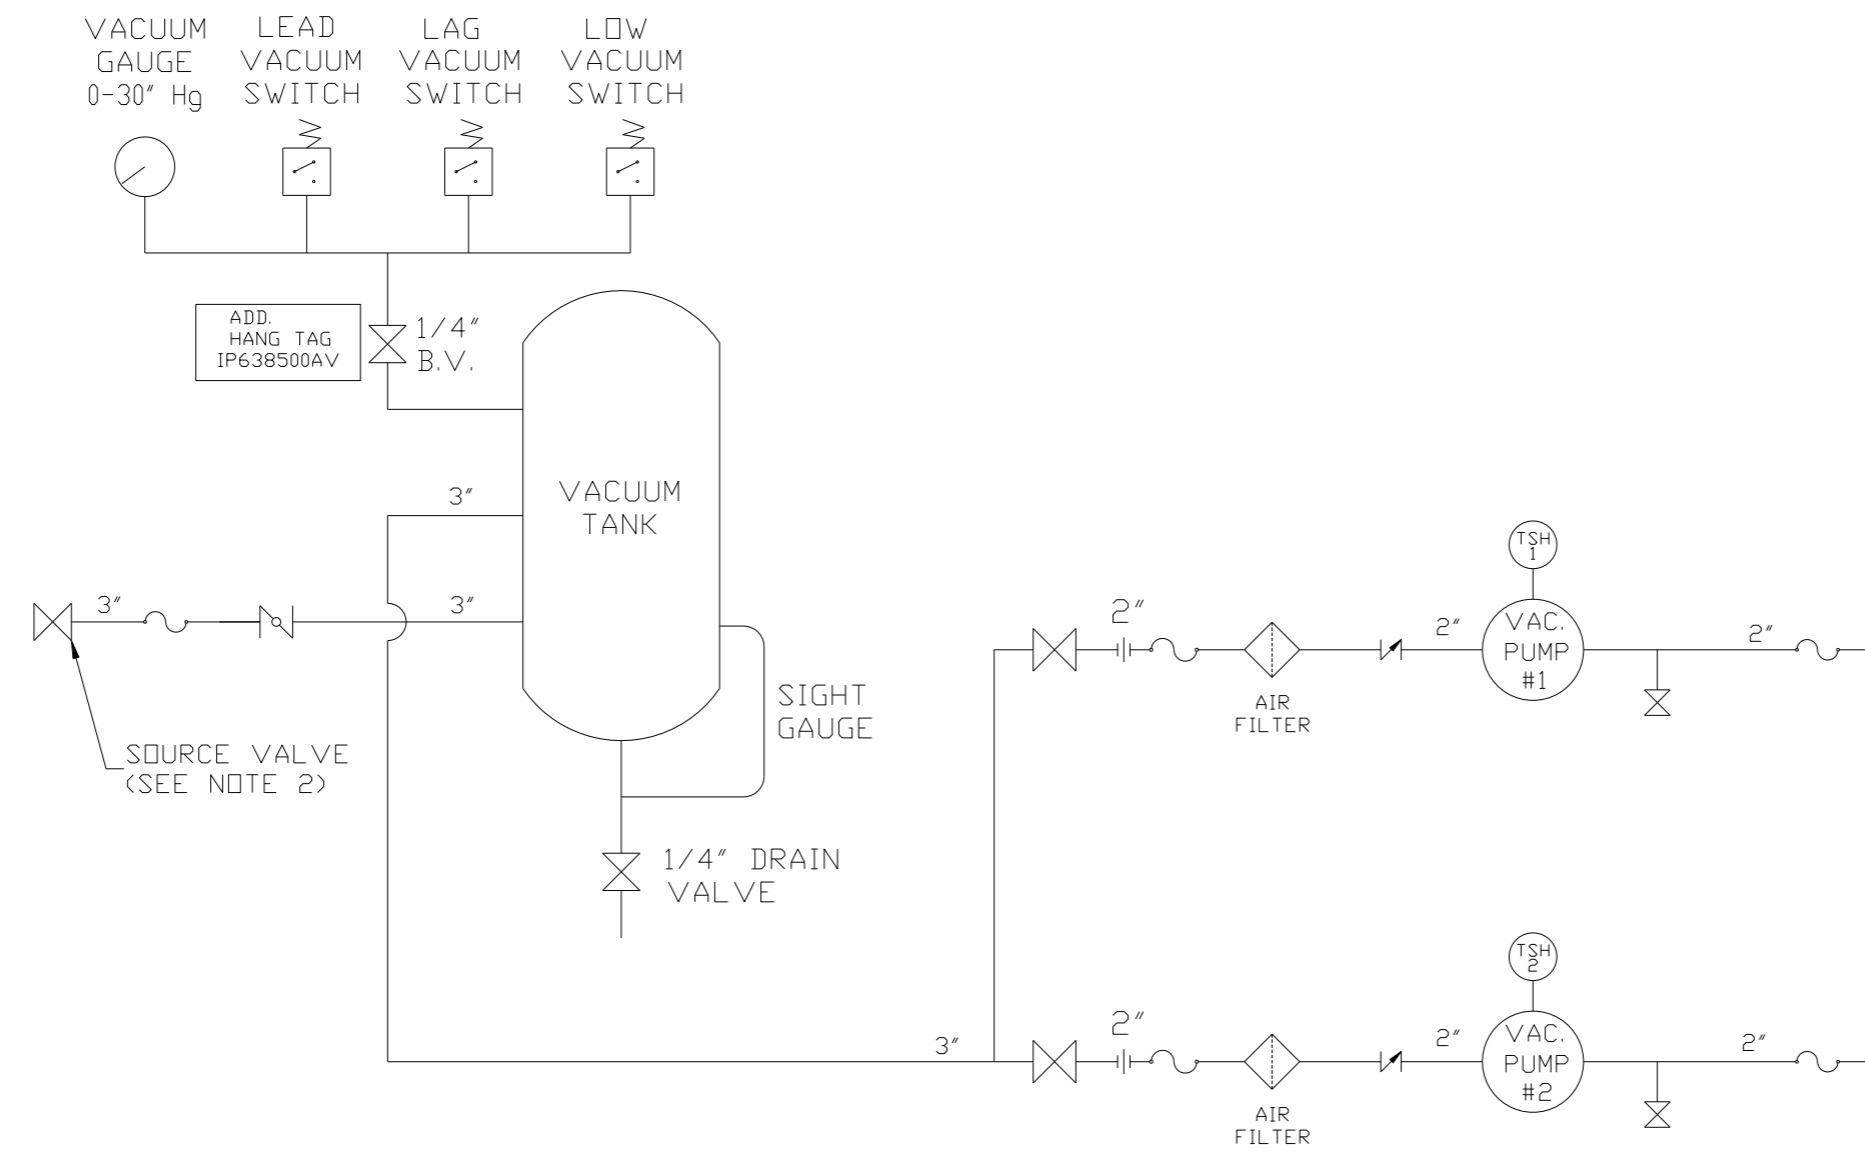 VACUUM
GAUGE
0-30" Hg
LEAD
VACUUM
SWITCH
LAG
VACUUM
SWITCH
LOW
VACUUM
SWITCH
ADD.
HANG TAG
IP638500AV
1/4"
B.V.
VACUUM
TANK
3"
3"
3"
SOURCE VALVE
(SEE NOTE 2)
SIGHT
GAUGE
1/4" DRAIN
VALVE
3"
2"
AIR
FILTER
2"
TSH
1
VAC.
PUMP
#1
2"
2"
AIR
FILTER
2"
TSH
2
VAC.
PUMP
#2
2"